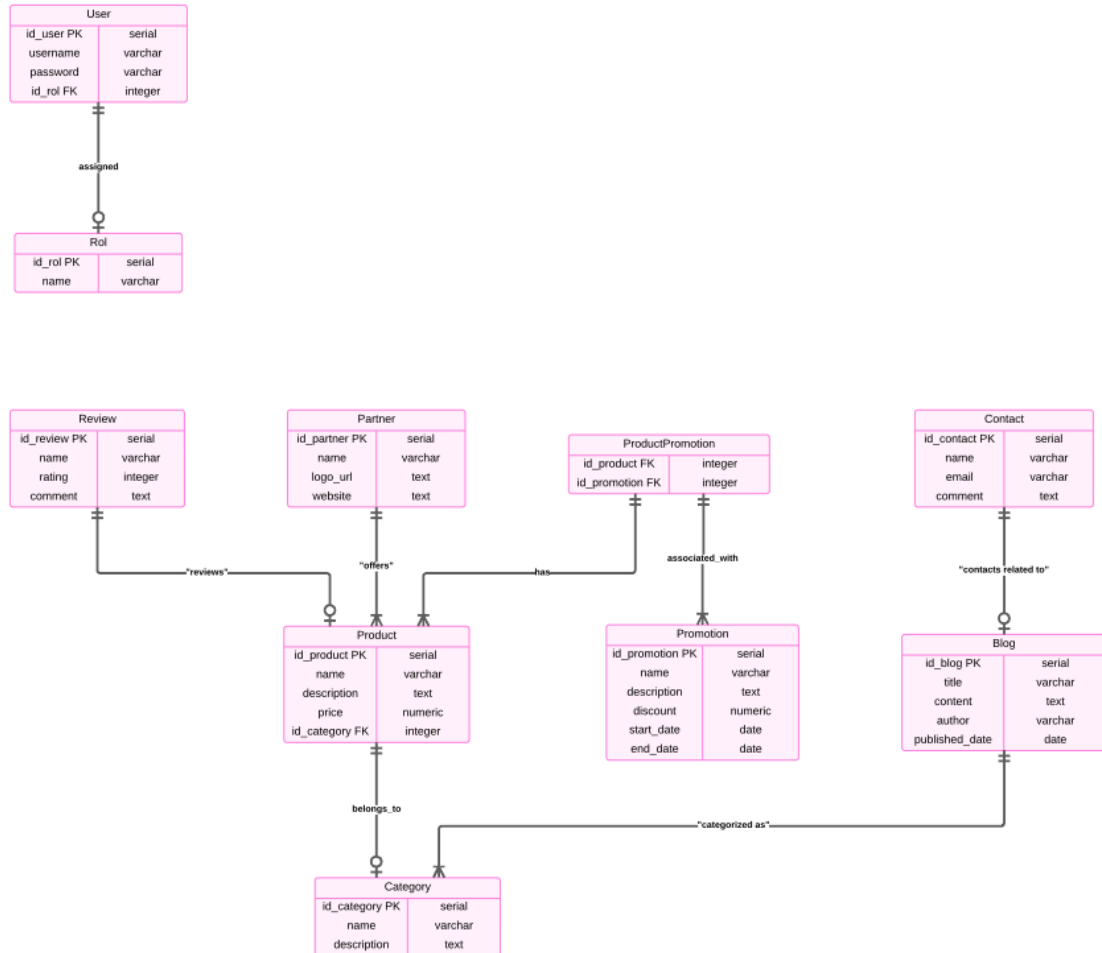 User
id_user PK serial
username varchar
password varchar
id_rol FK integer
assigned
Rol
id_rol PK serial
name varchar
Review
id_review PK serial
name varchar
rating integer
comment text
Partner
id_partner PK serial
name varchar
logo_url text
website text
ProductPromotion
id_product FK integer
id_promotion FK integer
Contact
id_contact PK serial
name varchar
email varchar
comment text
"reviews"
"offers"
has
associated_with
"contacts related to"
Product
id_product PK serial
name varchar
description text
price numeric
id_category FK integer
Promotion
id_promotion PK serial
name varchar
description text
discount numeric
start_date date
end_date date
Blog
id_blog PK serial
title varchar
content text
author varchar
published_date date
belongs_to
"categorized as"
Category
id_category PK serial
name varchar
description text